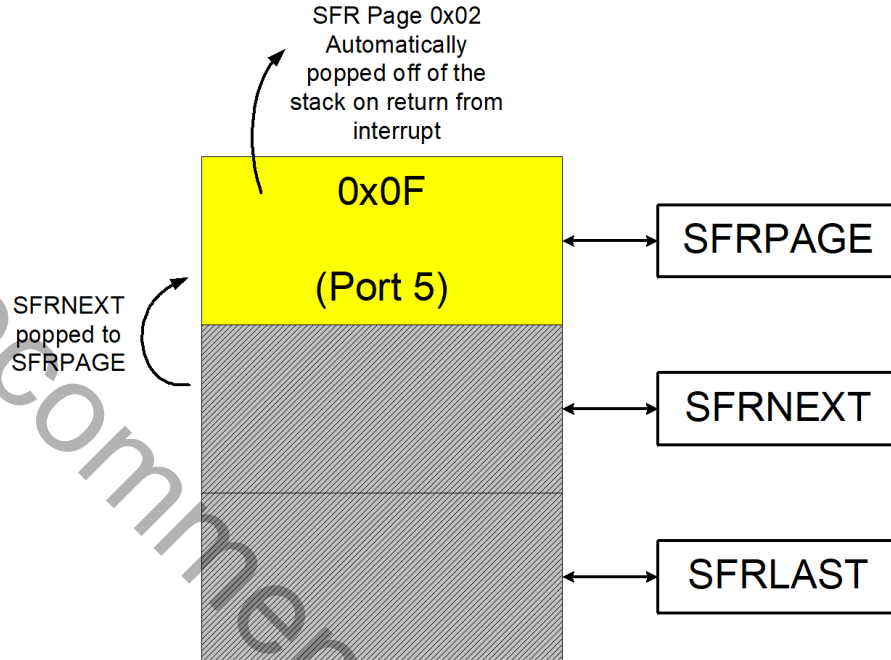 SFR Page 0x02
Automatically
popped off of the
stack on return from
interrupt
0x0F
(Port 5)
SFRPAGE
SFRNEXT
popped to
SFRPAGE
SFRNEXT
SFRLAST